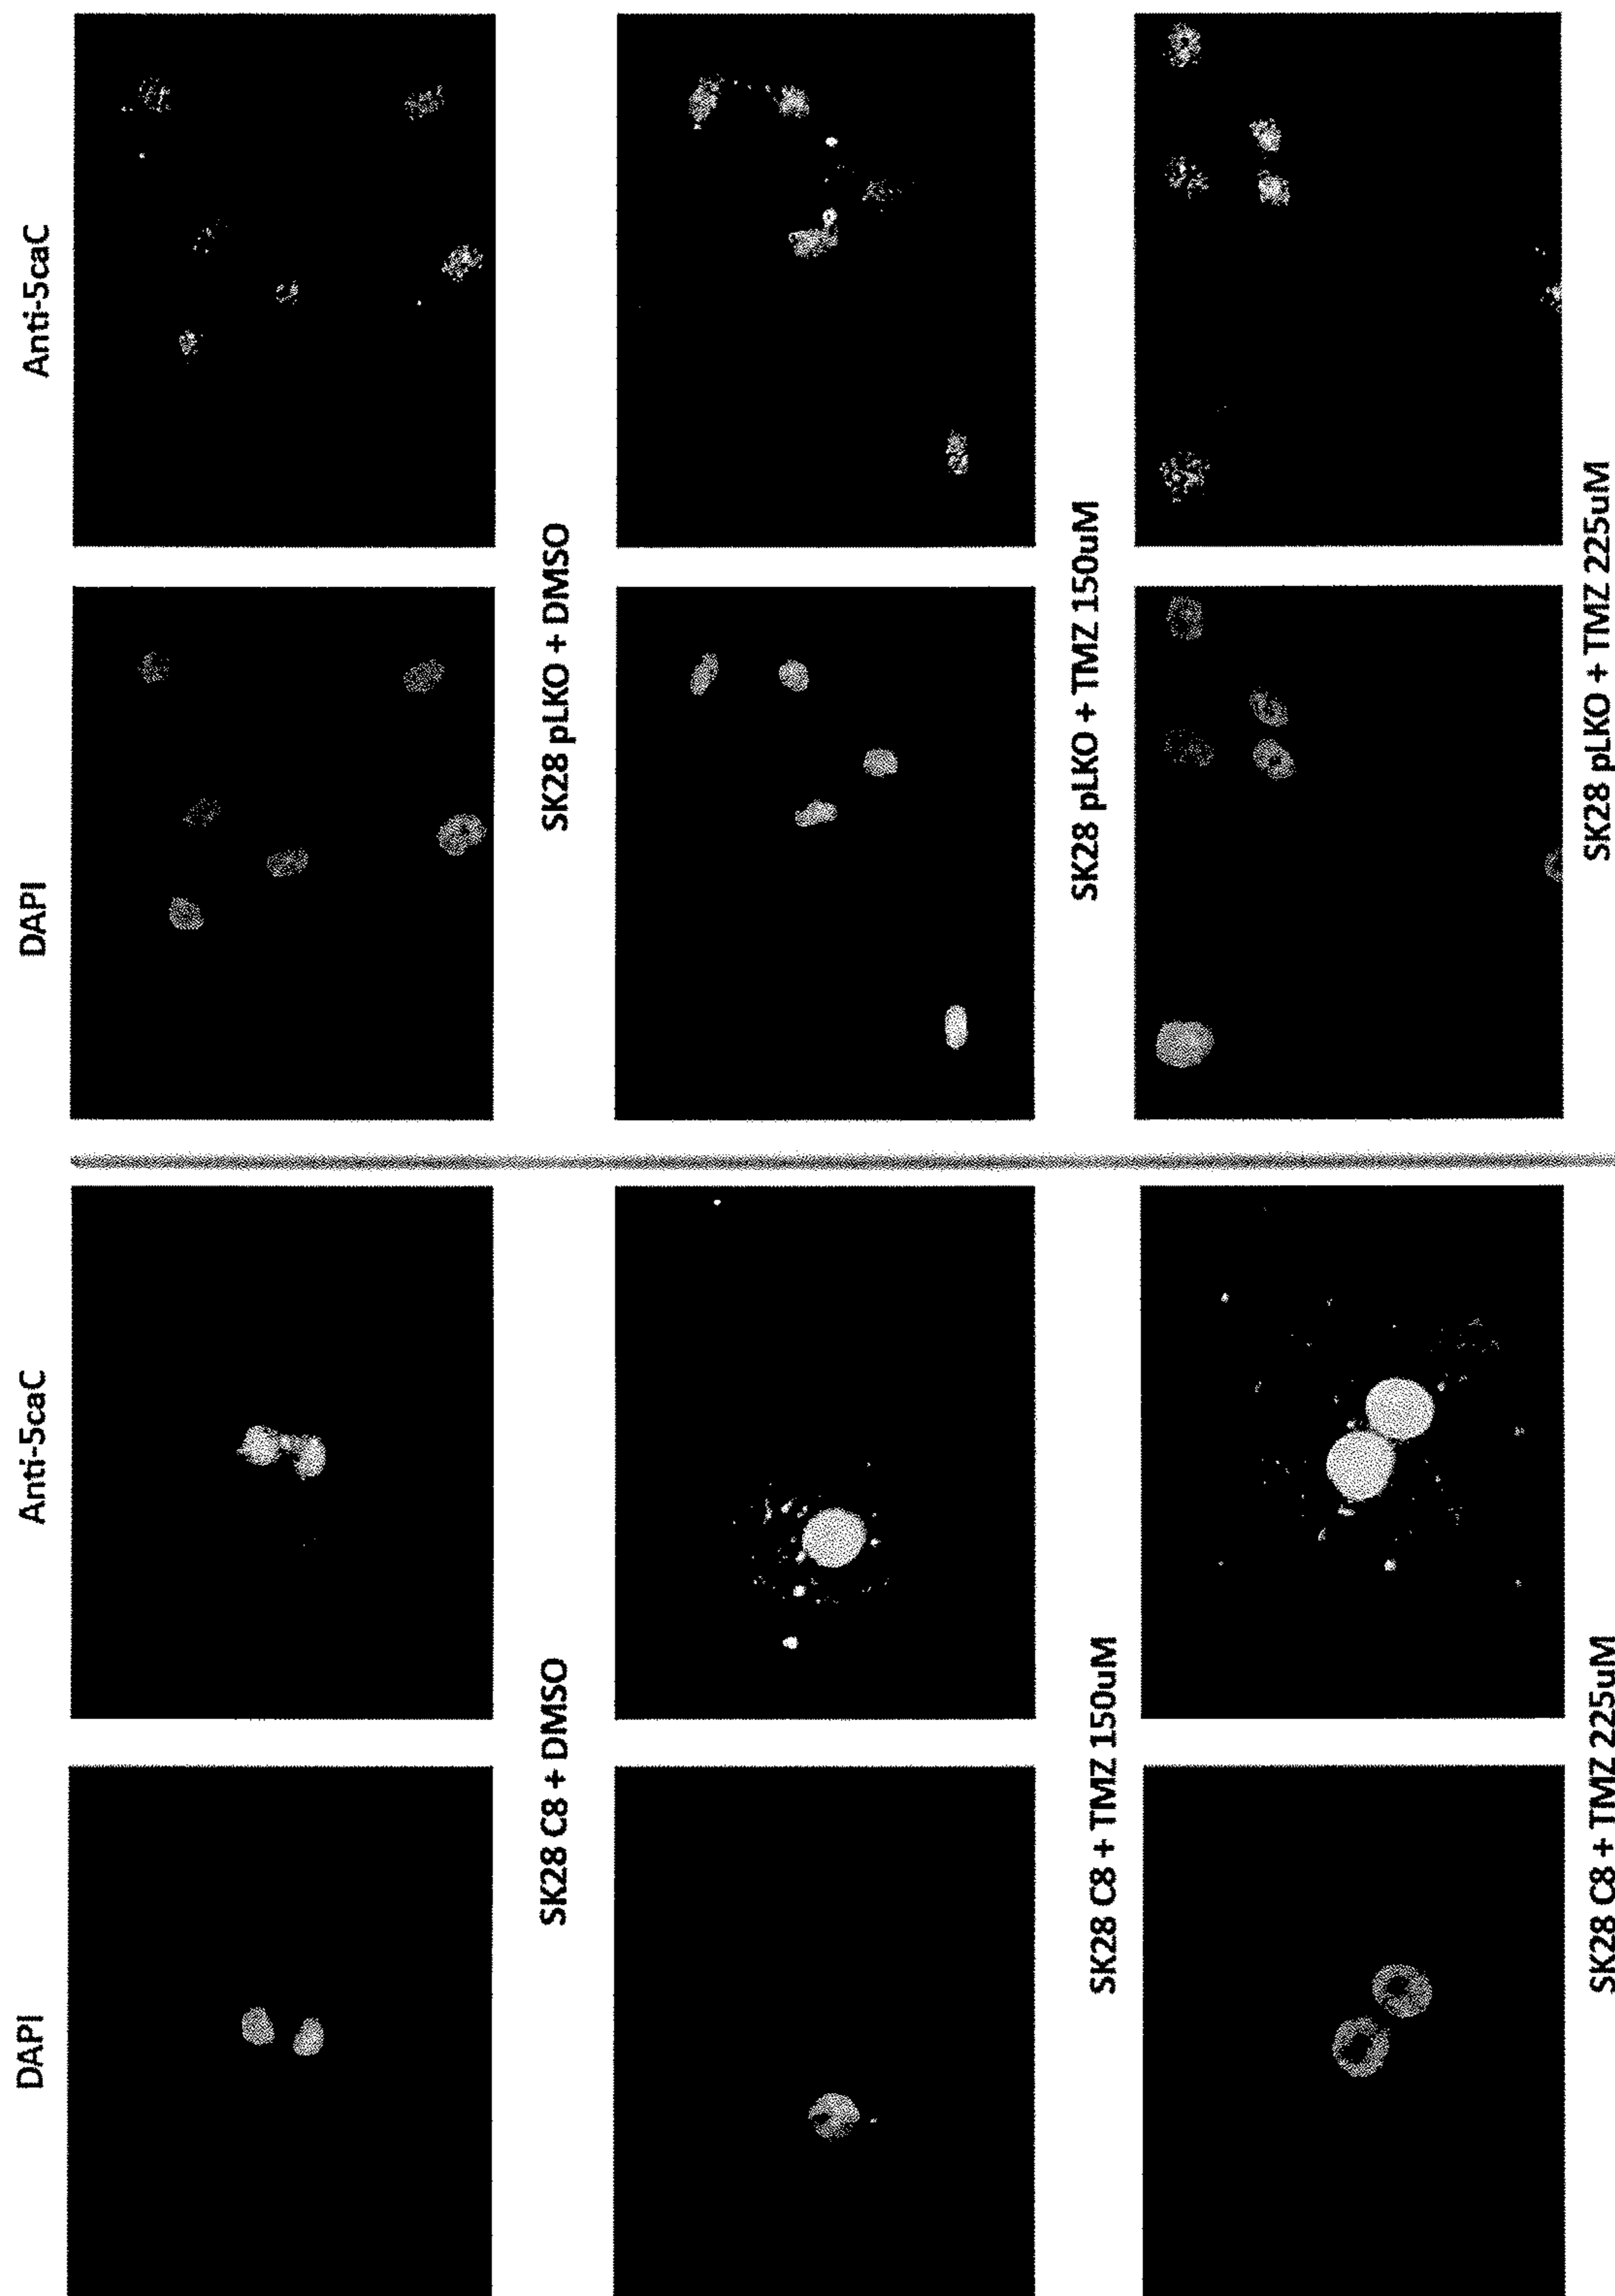 DAPI Anti-5caC DAPI Anti-5caC
SK28 C8 + DMSO SK28 pLKO + DMSO
SK28 C8 + TMZ 150uM SK28 pLKO + TMZ 150uM
SK28 C8 + TMZ 225uM SK28 pLKO + TMZ 225uM